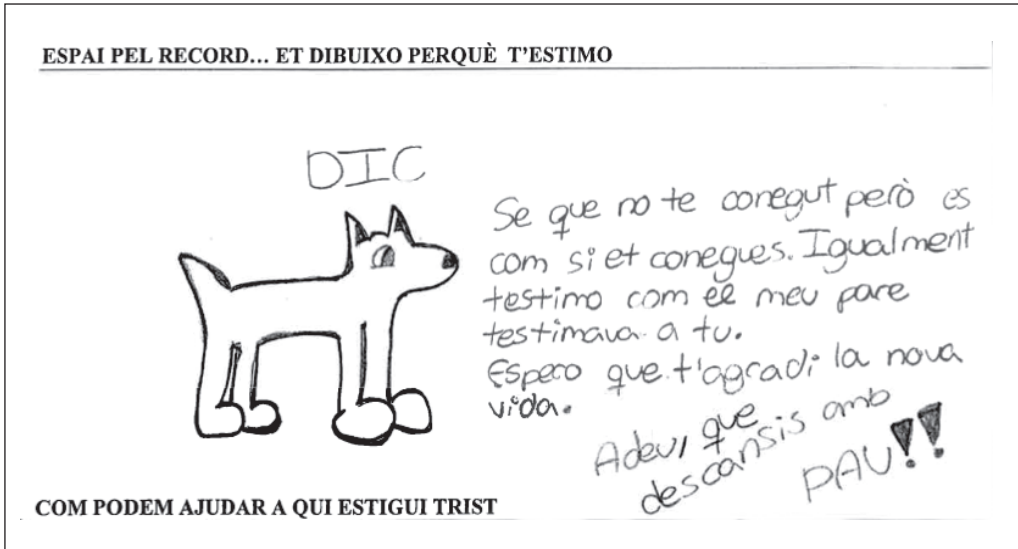 ESPAI PEL RECORD... ET DIBUIXO PERQUÈ T'ESTIMO
DIC
Se que no te conegut però es
com si et conegues. Igualment
testimo com el meu pare
testimava a tu.
Espero que t'agradi la nova
vida.
Adeu, que
descansis amb
PAU!!
COM PODEM AJUDAR A QUI ESTIGUI TRIST